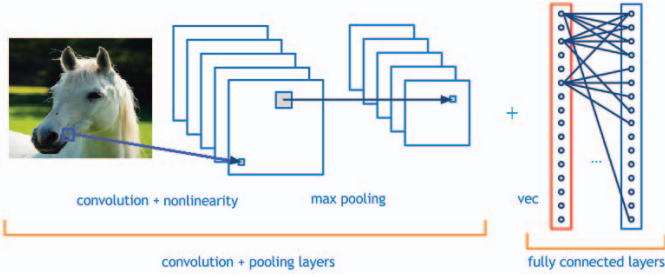 +
convolution + nonlinearity
max pooling
vec
...
convolution + pooling layers
fully connected layers